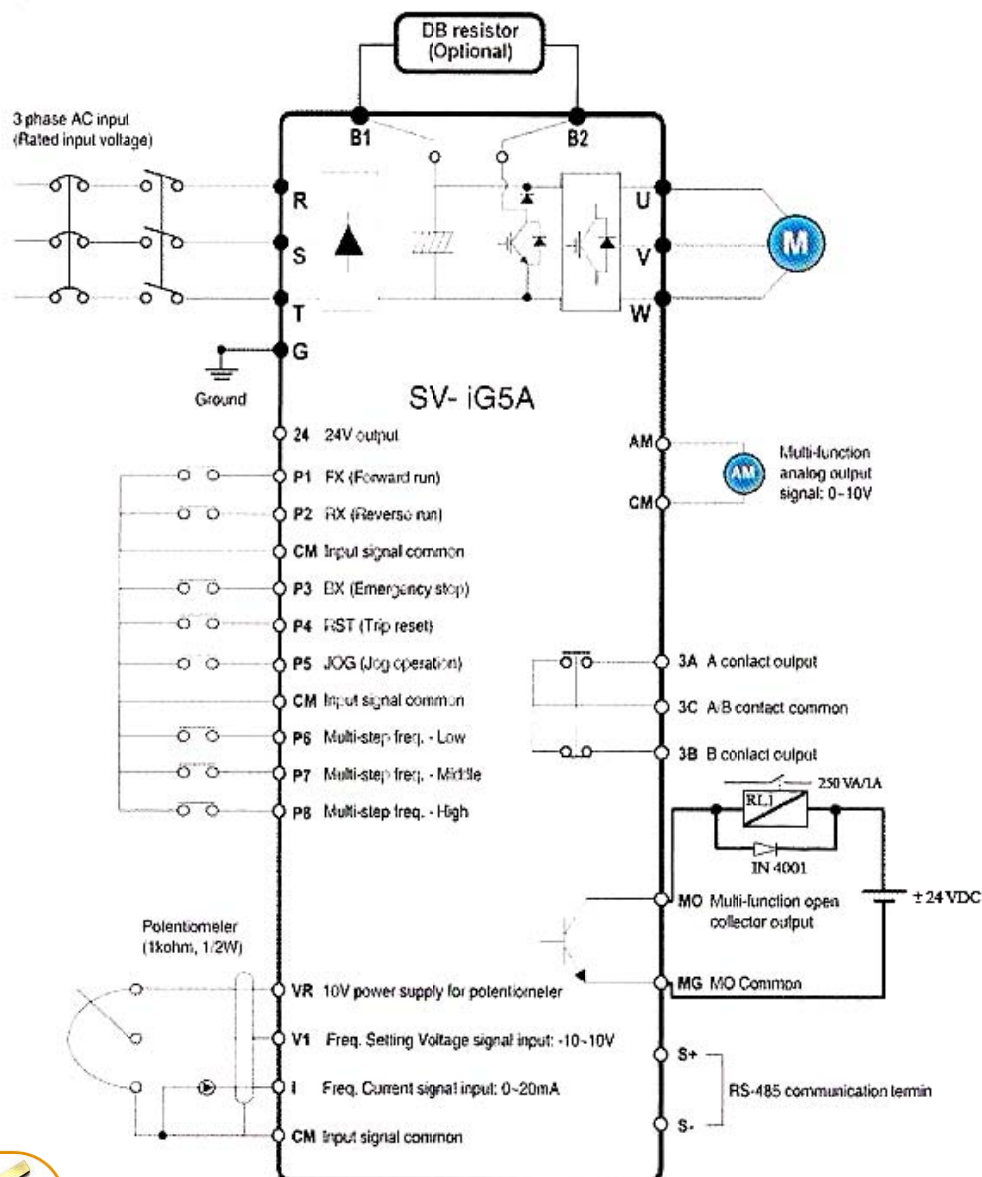 DB resistor
(Optional)
3 phase AC input
(Rated input voltage)
B1
B2
R
U
S
V
M
T
W
G
Ground
SV- iG5A
24 24V output
AM
P1 FX (Forward run)
AM
Multi-function
analog output
signal: 0~10V
P2 RX (Reverse run)
CM
CM Input signal common
P3 BX (Emergency stop)
P4 RST (Trip reset)
P5 JOG (Jog operation)
3A A contact output
CM Input signal common
3C A/B contact common
P6 Multi-step freq. - Low
3B B contact output
P7 Multi-step freq. - Middle
250 VA/1A
RL1
P8 Multi-step freq. - High
IN 4001
MO Multi-function open
collector output
± 24 VDC
Potentiometer
(1kohm, 1/2W)
MG MO Common
VR 10V power supply for potentiometer
V1 Freq. Setting Voltage signal input: -10~10V
S+
I Freq. Current signal input: 0~20mA
RS-485 communication termin
S-
CM Input signal common